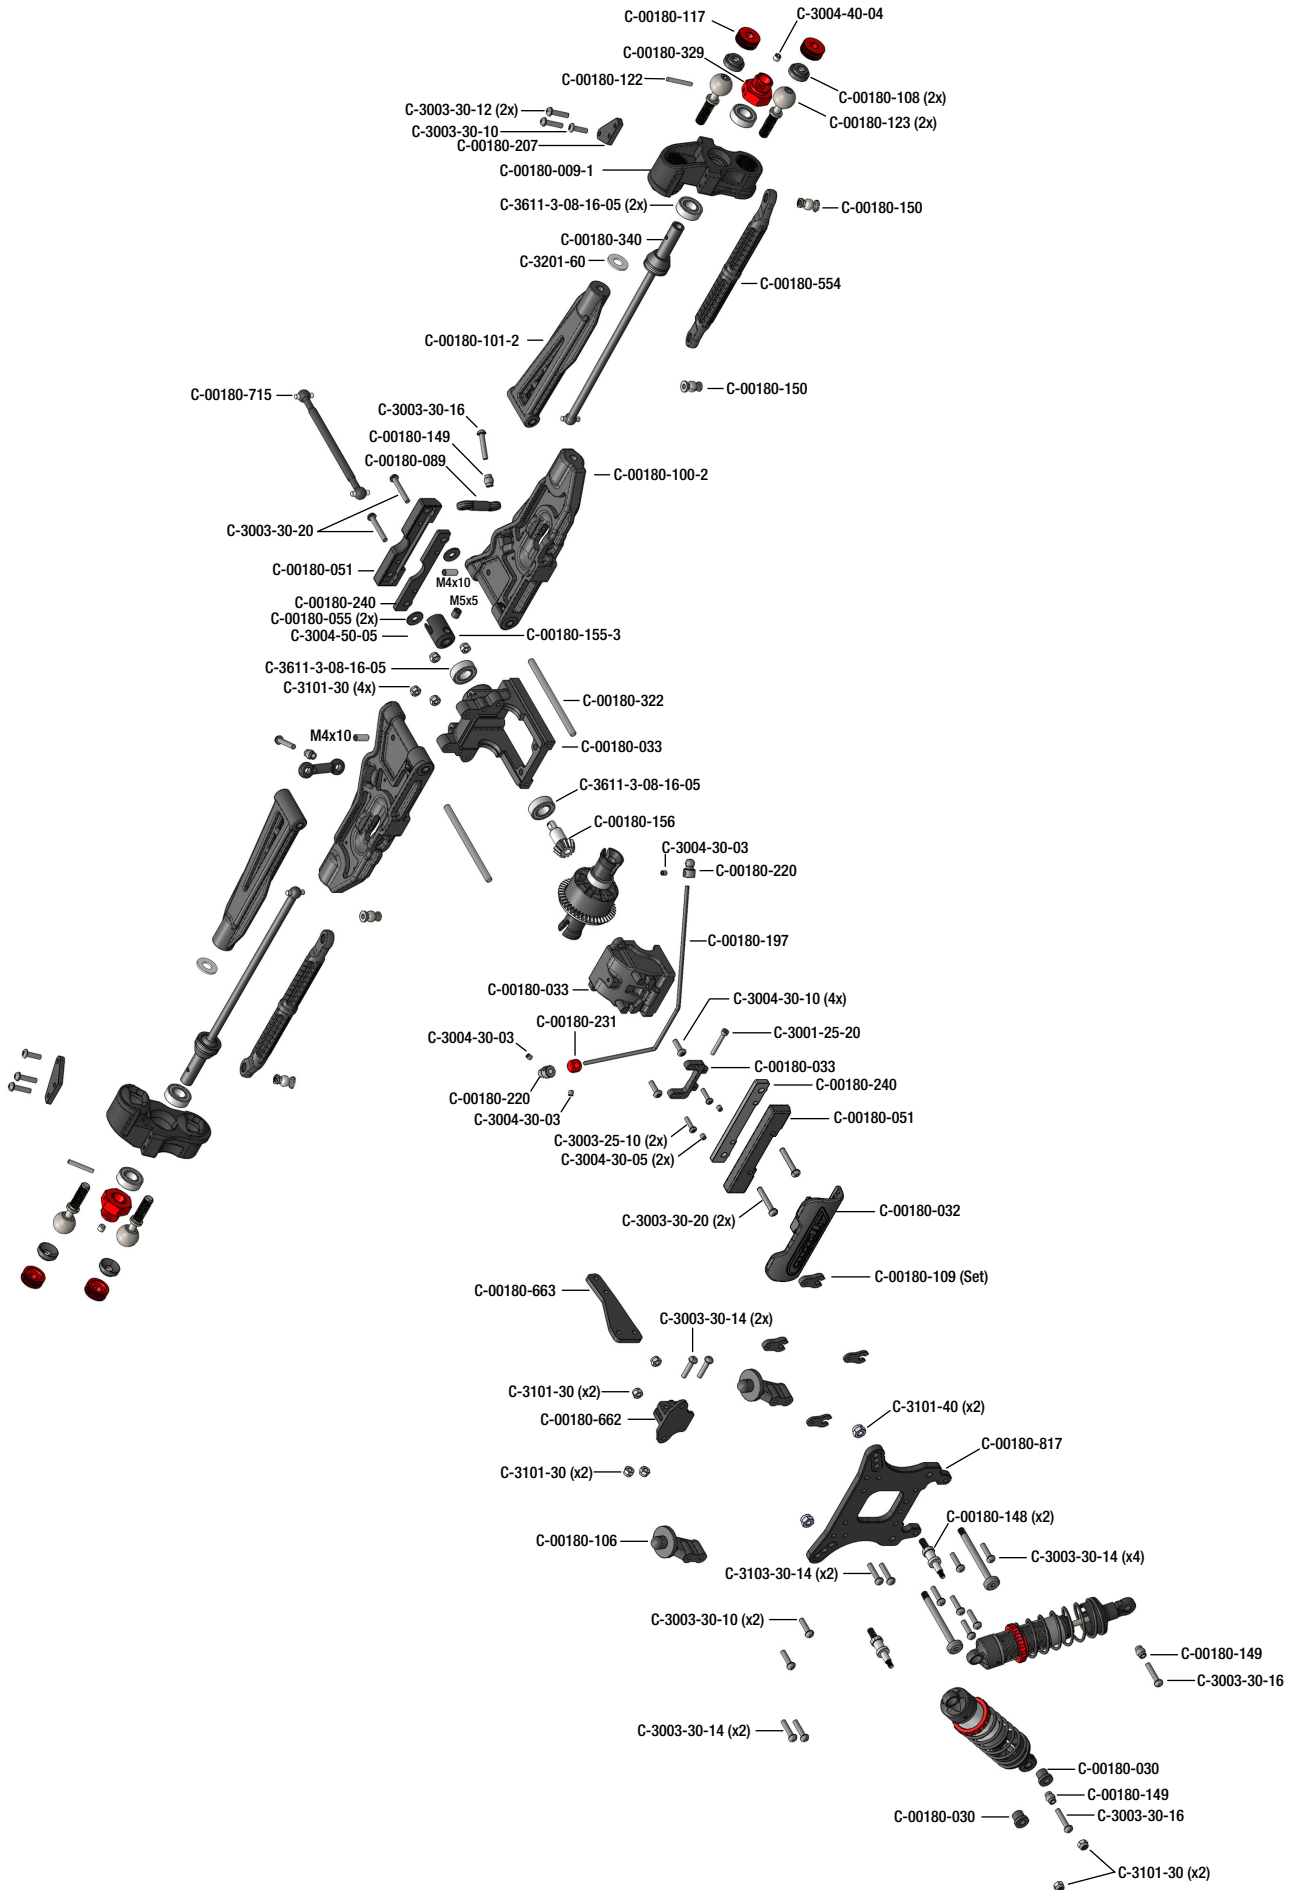 C-00180-117
C-3004-40-04
C-00180-329
C-00180-122
C-00180-108 (2x)
C-3003-30-12 (2x)
C-00180-123 (2x)
C-3003-30-10
C-00180-207
C-00180-009-1
C-3611-3-08-16-05 (2x)
C-00180-150
C-00180-340
C-3201-60
C-00180-554
C-00180-101-2
C-00180-150
C-00180-715
C-3003-30-16
C-00180-149
C-00180-089
C-00180-100-2
C-3003-30-20
C-00180-051
M4x10
C-00180-240
M5x5
C-00180-055 (2x)
C-3004-50-05
C-00180-155-3
C-3611-3-08-16-05
C-3101-30 (4x)
C-00180-322
M4x10
C-00180-033
C-3611-3-08-16-05
C-00180-156
C-3004-30-03
C-00180-220
C-00180-197
C-00180-033
C-3004-30-10 (4x)
C-00180-231
C-3001-25-20
C-3004-30-03
C-00180-033
C-00180-240
C-00180-220
C-3004-30-03
C-00180-051
C-3003-25-10 (2x)
C-3004-30-05 (2x)
C-3003-30-20 (2x)
C-00180-032
C-00180-109 (Set)
C-00180-663
C-3003-30-14 (2x)
C-3101-30 (x2)
C-00180-662
C-3101-40 (x2)
C-00180-817
C-3101-30 (x2)
C-00180-148 (x2)
C-00180-106
C-3003-30-14 (x4)
C-3103-30-14 (x2)
C-3003-30-10 (x2)
C-00180-149
C-3003-30-16
C-3003-30-14 (x2)
C-00180-030
C-00180-149
C-00180-030
C-3003-30-16
C-3101-30 (x2)